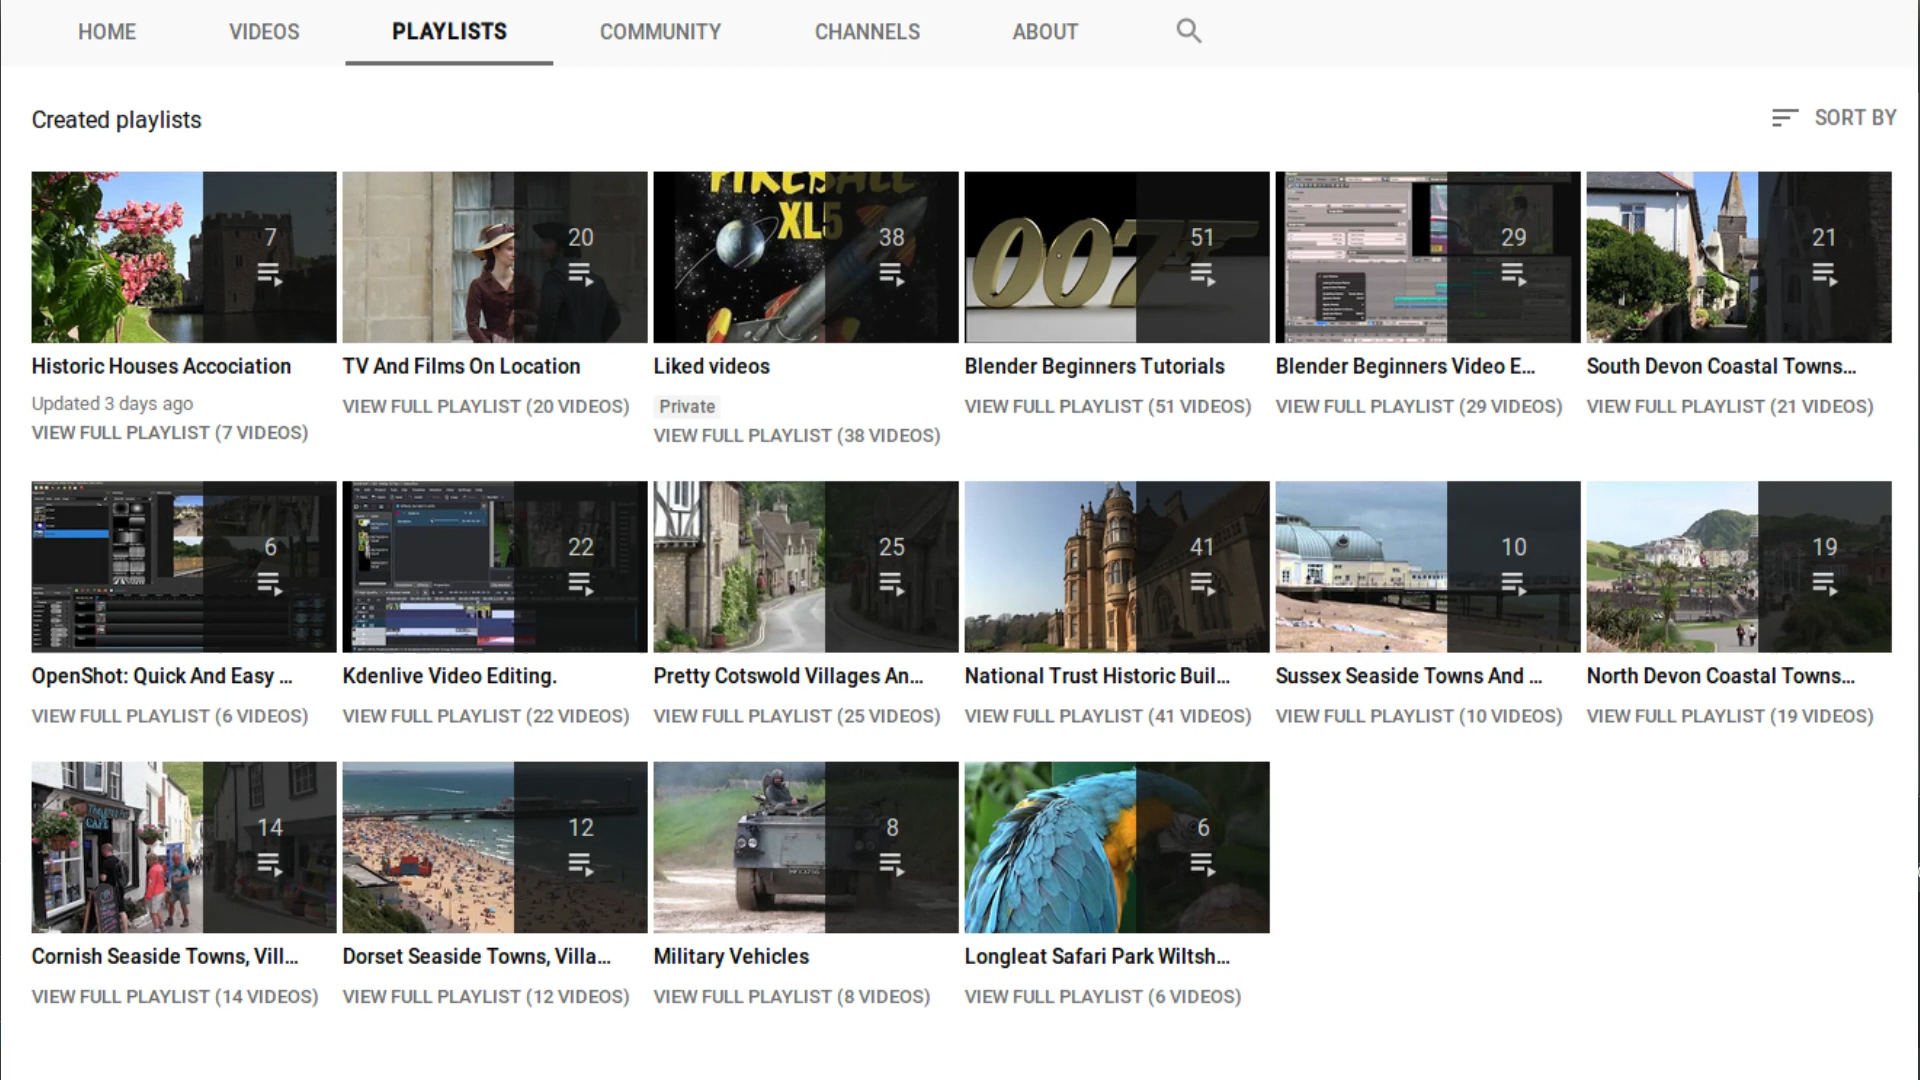 HOME VIDEOS PLAYLISTS COMMUNITY CHANNELS ABOUT
Created playlists SORT BY
7 20 38 51 29 21
FIREBALL
XL5
007
Historic Houses Accociation TV And Films On Location Liked videos Blender Beginners Tutorials Blender Beginners Video E... South Devon Coastal Towns...
Updated 3 days ago VIEW FULL PLAYLIST (20 VIDEOS) Private VIEW FULL PLAYLIST (51 VIDEOS) VIEW FULL PLAYLIST (29 VIDEOS) VIEW FULL PLAYLIST (21 VIDEOS)
VIEW FULL PLAYLIST (7 VIDEOS) VIEW FULL PLAYLIST (38 VIDEOS)
6 22 25 41 10 19
OpenShot: Quick And Easy ... Kdenlive Video Editing. Pretty Cotswold Villages An... National Trust Historic Buil... Sussex Seaside Towns And ... North Devon Coastal Towns...
VIEW FULL PLAYLIST (6 VIDEOS) VIEW FULL PLAYLIST (22 VIDEOS) VIEW FULL PLAYLIST (25 VIDEOS) VIEW FULL PLAYLIST (41 VIDEOS) VIEW FULL PLAYLIST (10 VIDEOS) VIEW FULL PLAYLIST (19 VIDEOS)
14 12 8 6
CAFE
Cornish Seaside Towns, Vill... Dorset Seaside Towns, Villa... Military Vehicles Longleat Safari Park Wiltsh...
VIEW FULL PLAYLIST (14 VIDEOS) VIEW FULL PLAYLIST (12 VIDEOS) VIEW FULL PLAYLIST (8 VIDEOS) VIEW FULL PLAYLIST (6 VIDEOS)